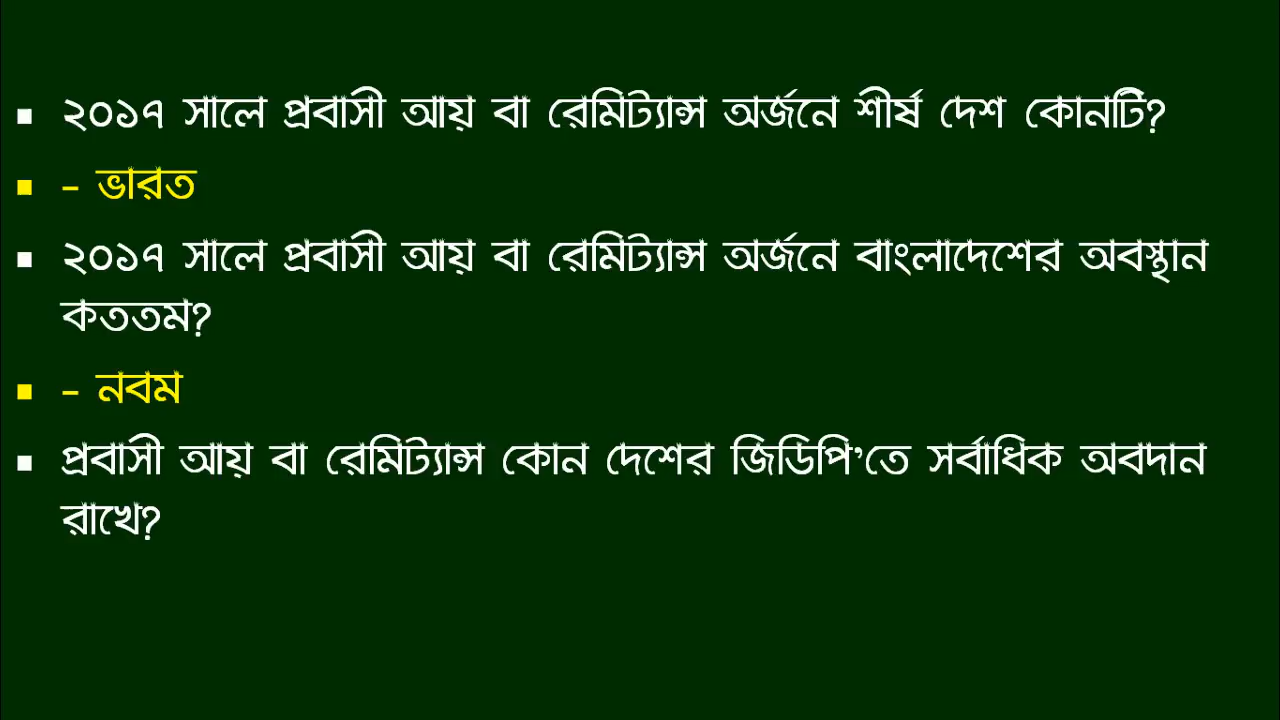 ▪ ২০১৭ সালে প্রবাসী আয় বা রেমিট্যান্স অর্জনে শীর্ষ দেশ কোনটি?
▪ – ভারত
▪ ২০১৭ সালে প্রবাসী আয় বা রেমিট্যান্স অর্জনে বাংলাদেশের অবস্থান
কততম?
▪ – নবম
▪ প্রবাসী আয় বা রেমিট্যান্স কোন দেশের জিডিপি’তে সর্বাধিক অবদান
রাখে?